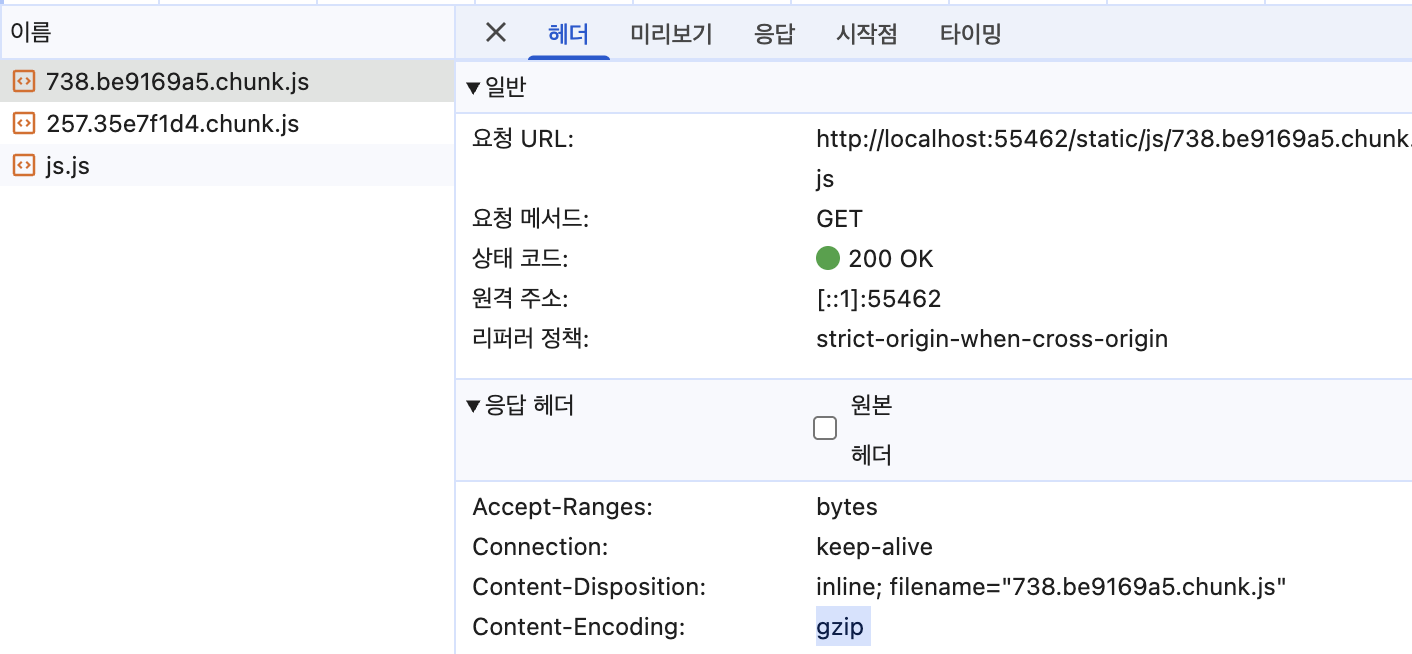 이름
738.be9169a5.chunk.js
257.35e7f1d4.chunk.js
js.js
헤더 미리보기 응답 시작점 타이밍
▼일반
요청 URL: http://localhost:55462/static/js/738.be9169a5.chunk.
js
요청 메서드: GET
상태 코드: 200 OK
원격 주소: [::1]:55462
리퍼러 정책: strict-origin-when-cross-origin
▼응답 헤더 원본
헤더
Accept-Ranges: bytes
Connection: keep-alive
Content-Disposition: inline; filename="738.be9169a5.chunk.js"
Content-Encoding: gzip